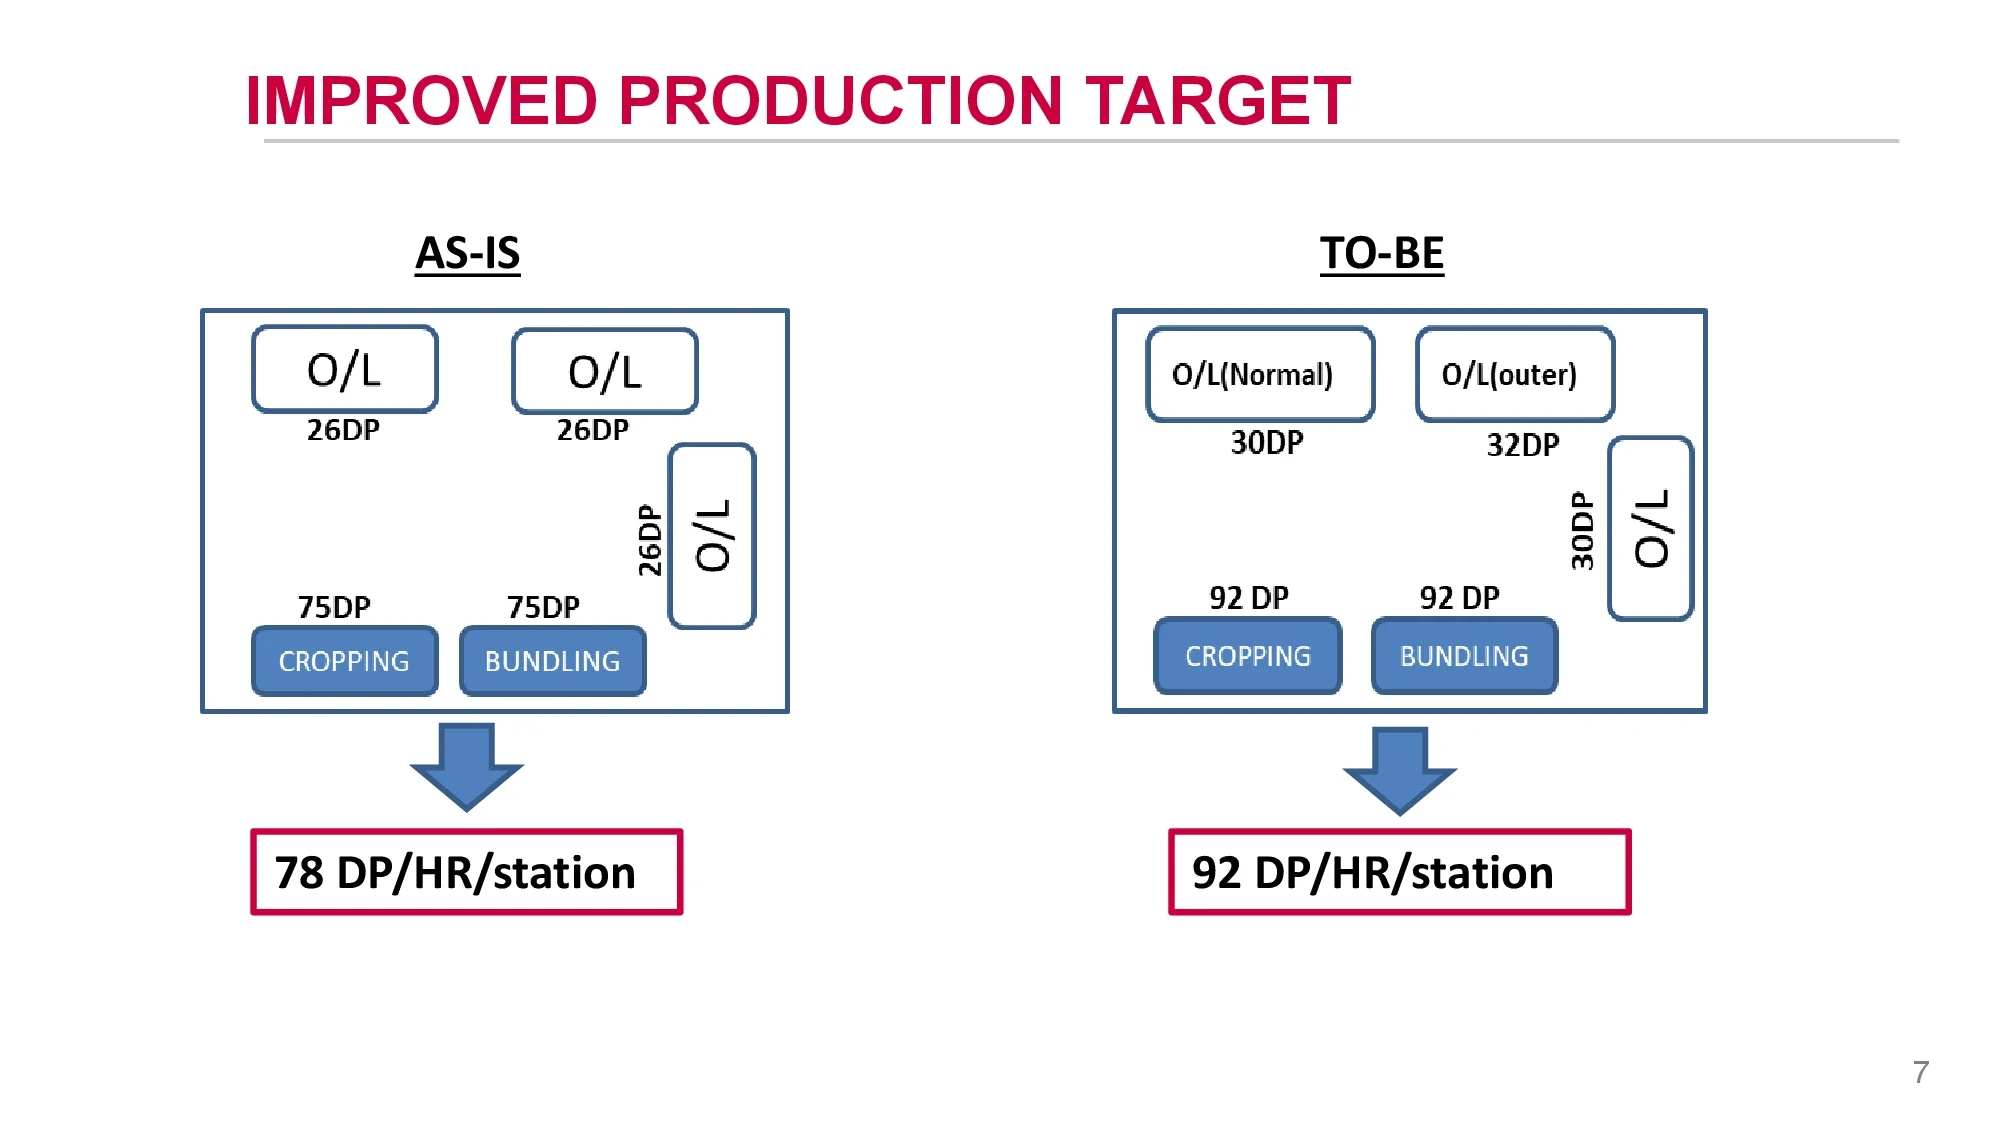 IMPROVED PRODUCTION TARGET
AS-IS
O/L
O/L
26DP
26DP
26DP
O/L
75DP
75DP
CROPPING
BUNDLING
78 DP/HR/station
TO-BE
O/L(Normal)
O/L(outer)
30DP
32DP
30DP
O/L
92 DP
92 DP
CROPPING
BUNDLING
92 DP/HR/station
7